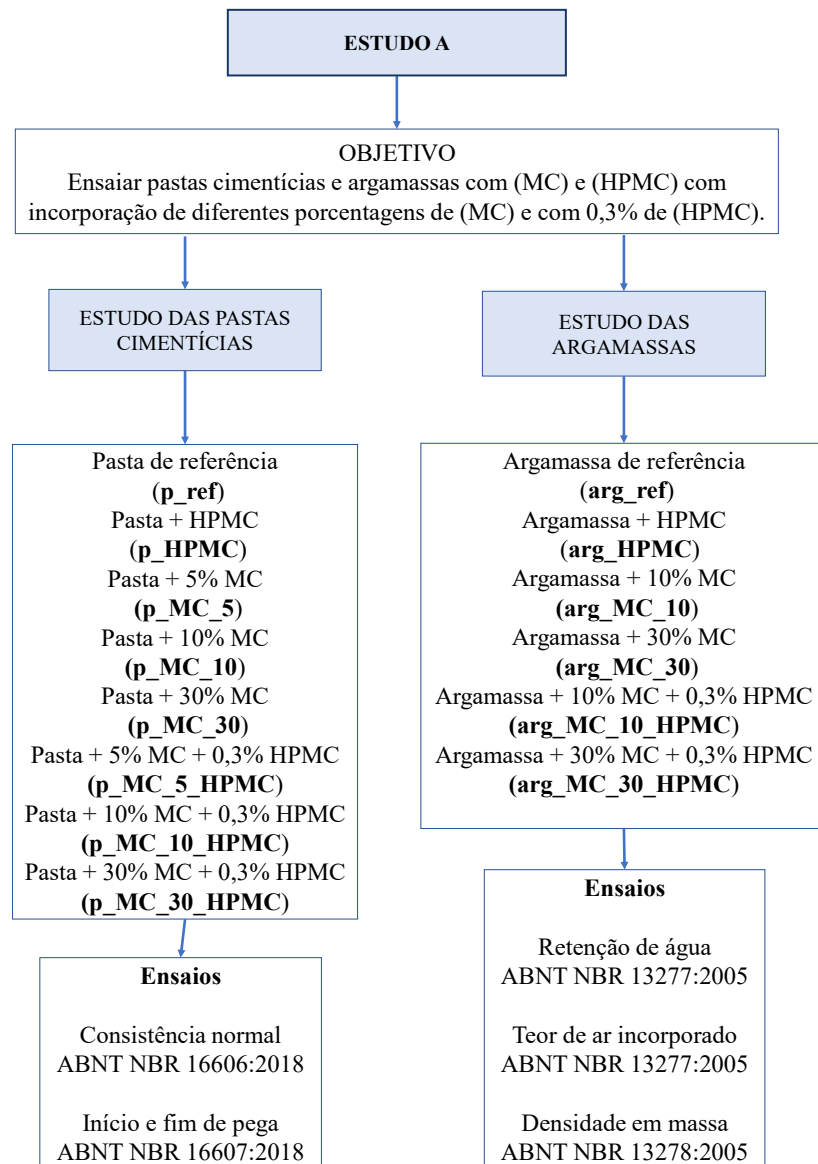 ESTUDO A
OBJETIVO
Ensaiar pastas cimentícias e argamassas com (MC) e (HPMC) com
incorporação de diferentes porcentagens de (MC) e com 0,3% de (HPMC).
ESTUDO DAS PASTAS
CIMENTÍCIAS
ESTUDO DAS
ARGAMASSAS
Pasta de referência
(p_ref)
Pasta + HPMC
(p_HPMC)
Pasta + 5% MC
(p_MC_5)
Pasta + 10% MC
(p_MC_10)
Pasta + 30% MC
(p_MC_30)
Pasta + 5% MC + 0,3% HPMC
(p_MC_5_HPMC)
Pasta + 10% MC + 0,3% HPMC
(p_MC_10_HPMC)
Pasta + 30% MC + 0,3% HPMC
(p_MC_30_HPMC)
Argamassa de referência
(arg_ref)
Argamassa + HPMC
(arg_HPMC)
Argamassa + 10% MC
(arg_MC_10)
Argamassa + 30% MC
(arg_MC_30)
Argamassa + 10% MC + 0,3% HPMC
(arg_MC_10_HPMC)
Argamassa + 30% MC + 0,3% HPMC
(arg_MC_30_HPMC)
Ensaios
Consistência normal
ABNT NBR 16606:2018
Início e fim de pega
ABNT NBR 16607:2018
Ensaios
Retenção de água
ABNT NBR 13277:2005
Teor de ar incorporado
ABNT NBR 13277:2005
Densidade em massa
ABNT NBR 13278:2005